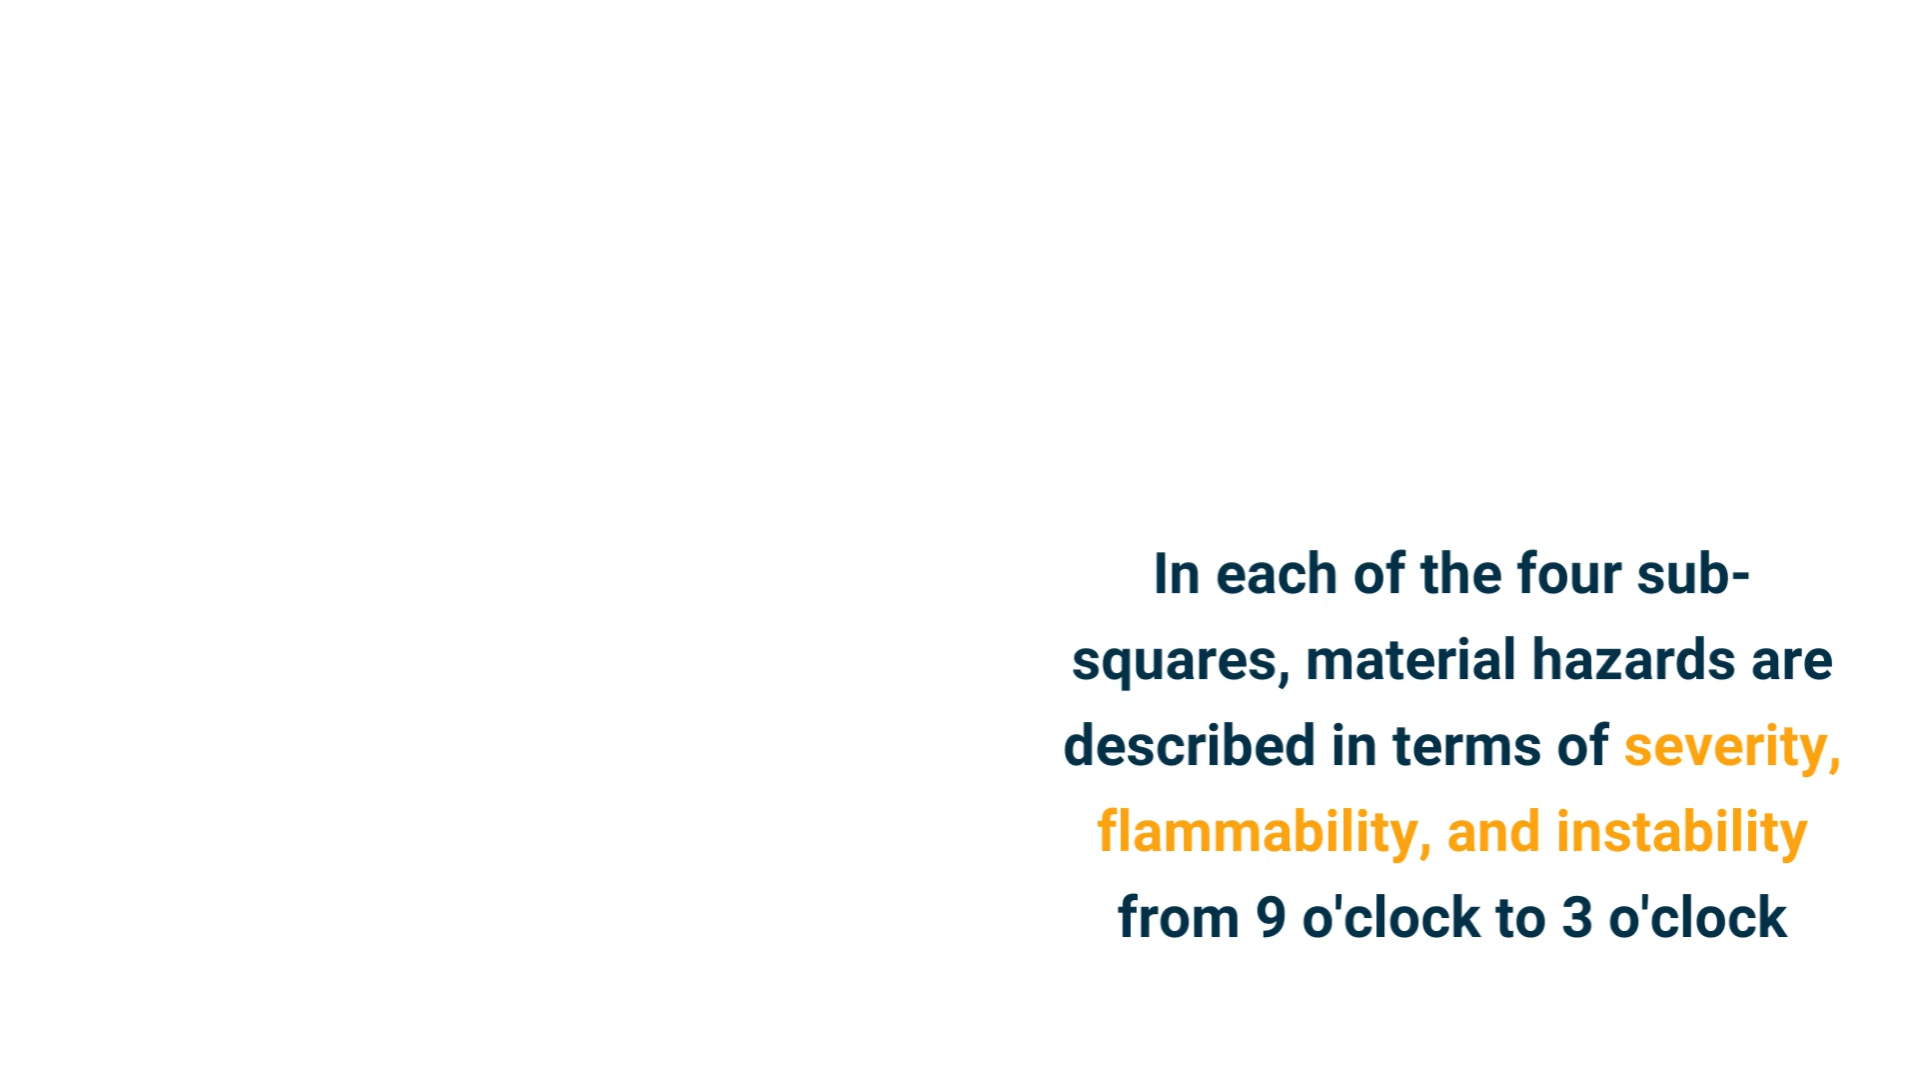 In each of the four sub-
squares, material hazards are
described in terms of severity,
flammability, and instability
from 9 o'clock to 3 o'clock